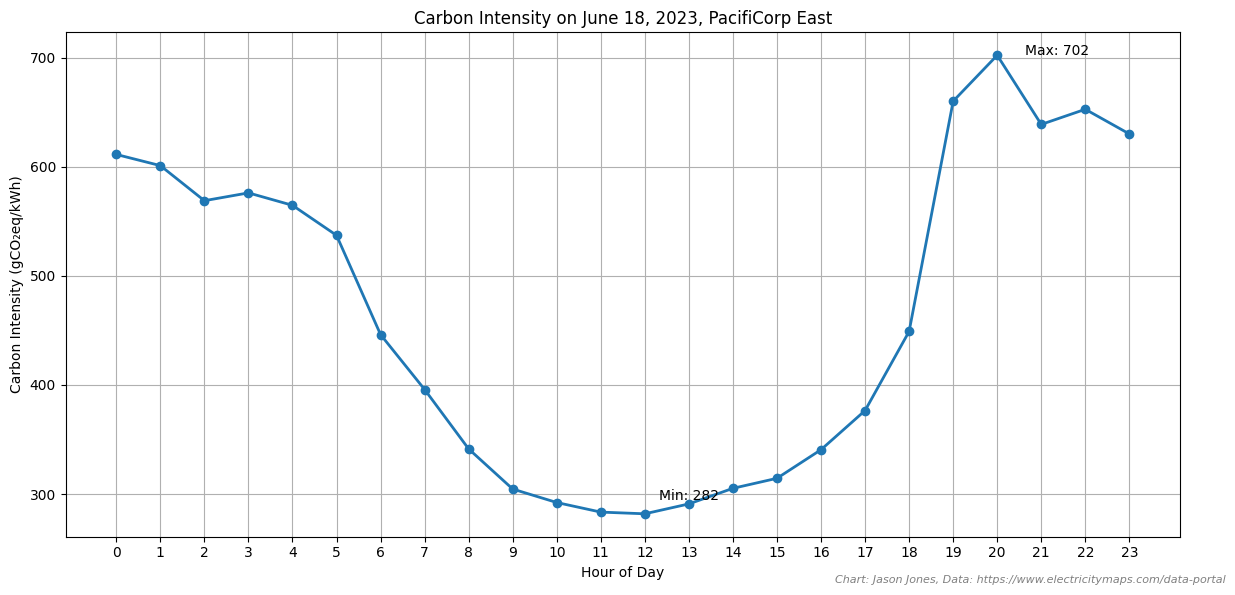 Carbon Intensity on June 18, 2023, PacifiCorp East
Carbon Intensity (gCO₂eq/kWh)
700
600
500
400
300
Max: 702
Min: 282
0 1 2 3 4 5 6 7 8 9 10 11 12 13 14 15 16 17 18 19 20 21 22 23
Hour of Day
Chart: Jason Jones, Data: https://www.electricitymaps.com/data-portal